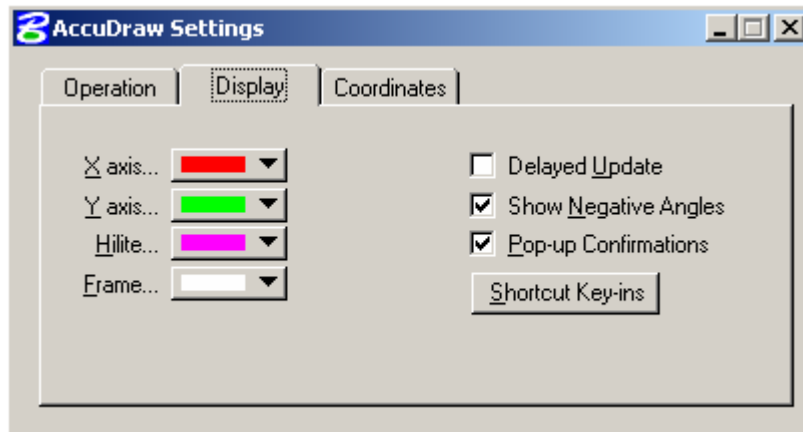 AccuDraw Settings
Operation
Display
Coordinates
X axis...
Y axis...
Hilite...
Frame...
Delayed Update
Show Negative Angles
Pop-up Confirmations
Shortcut Key-ins